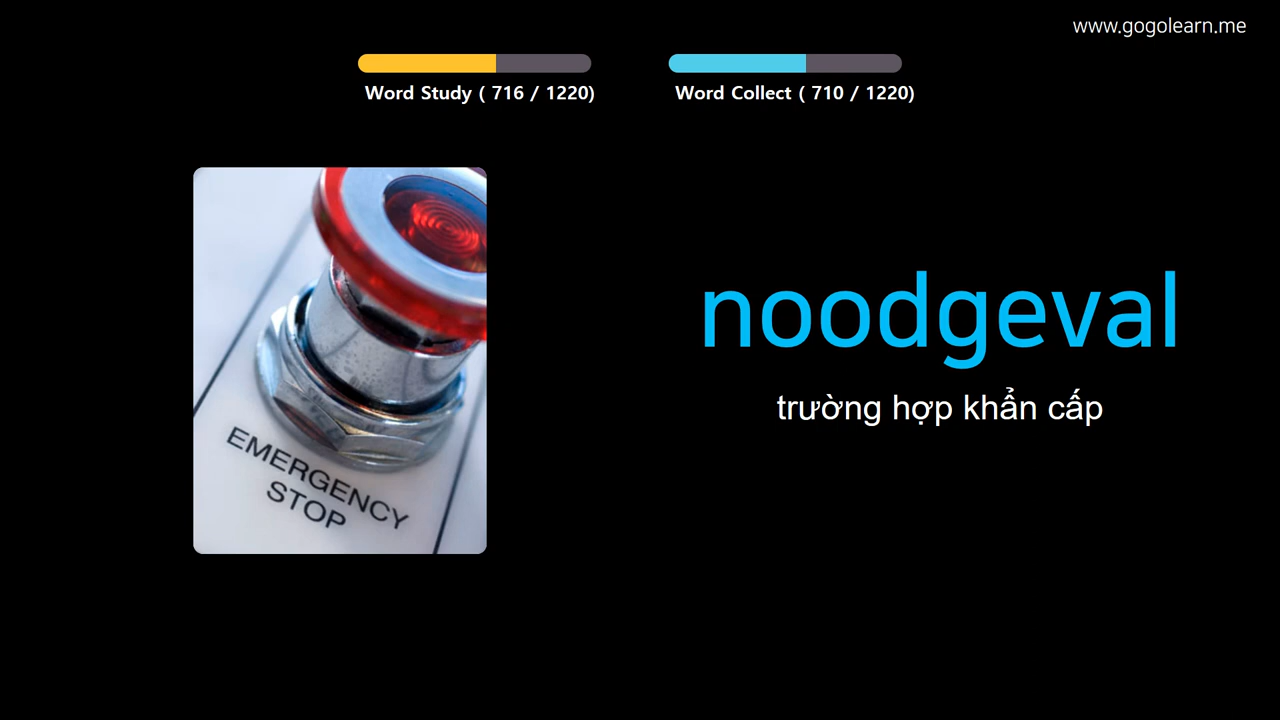 www.gogolearn.me
Word Study ( 716 / 1220)
Word Collect ( 710 / 1220)
noodgeval
trường hợp khẩn cấp
EMERGENCY
STOP